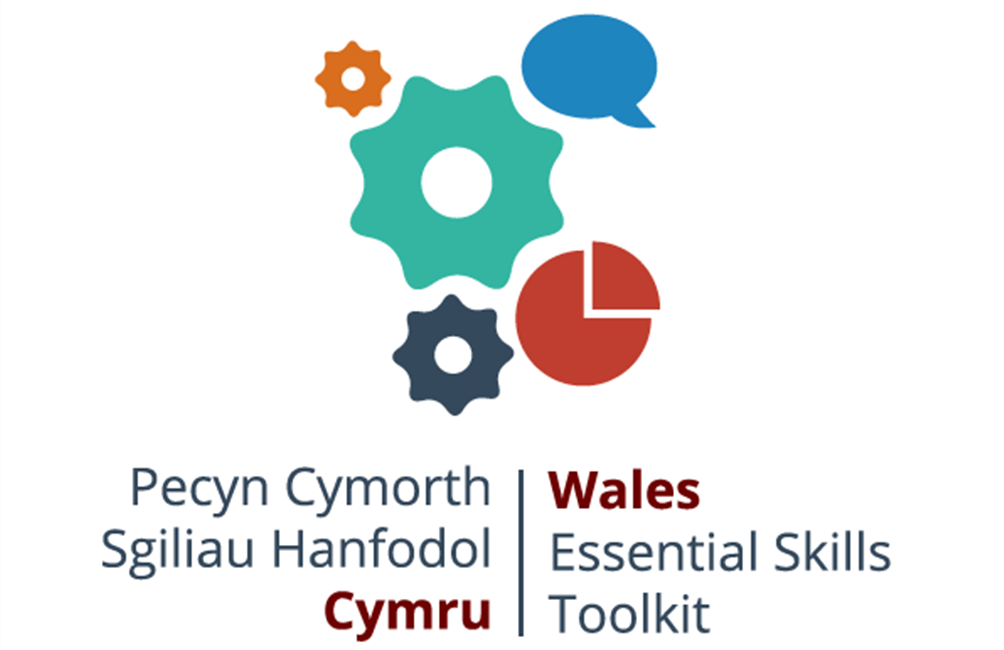 Pecyn Cymorth
Sgiliau Hanfodol
Cymru
Wales
Essential Skills
Toolkit